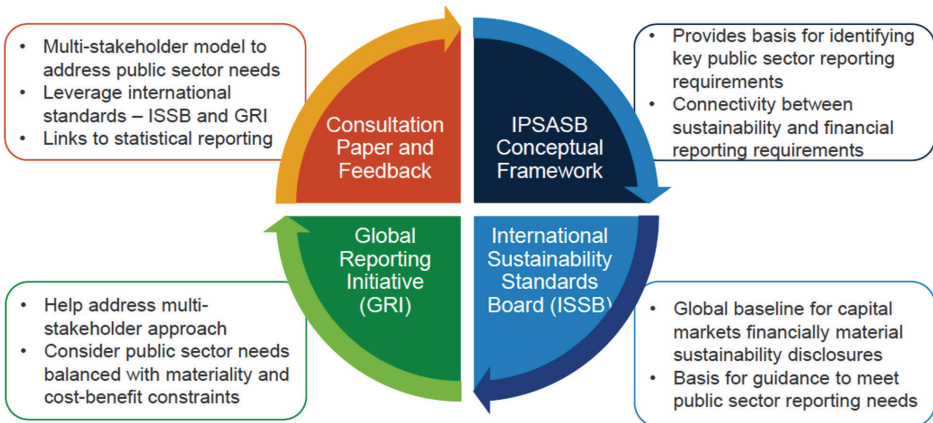 • Multi-stakeholder model to
address public sector needs
• Leverage international
standards – ISSB and GRI
• Links to statistical reporting
Consultation
Paper and
Feedback
IPSASB
Conceptual
Framework
• Provides basis for identifying
key public sector reporting
requirements
• Connectivity between
sustainability and financial
reporting requirements
• Help address multi-
stakeholder approach
• Consider public sector needs
balanced with materiality and
cost-benefit constraints
Global
Reporting
Initiative
(GRI)
International
Sustainability
Standards
Board (ISSB)
• Global baseline for capital
markets financially material
sustainability disclosures
• Basis for guidance to meet
public sector reporting needs